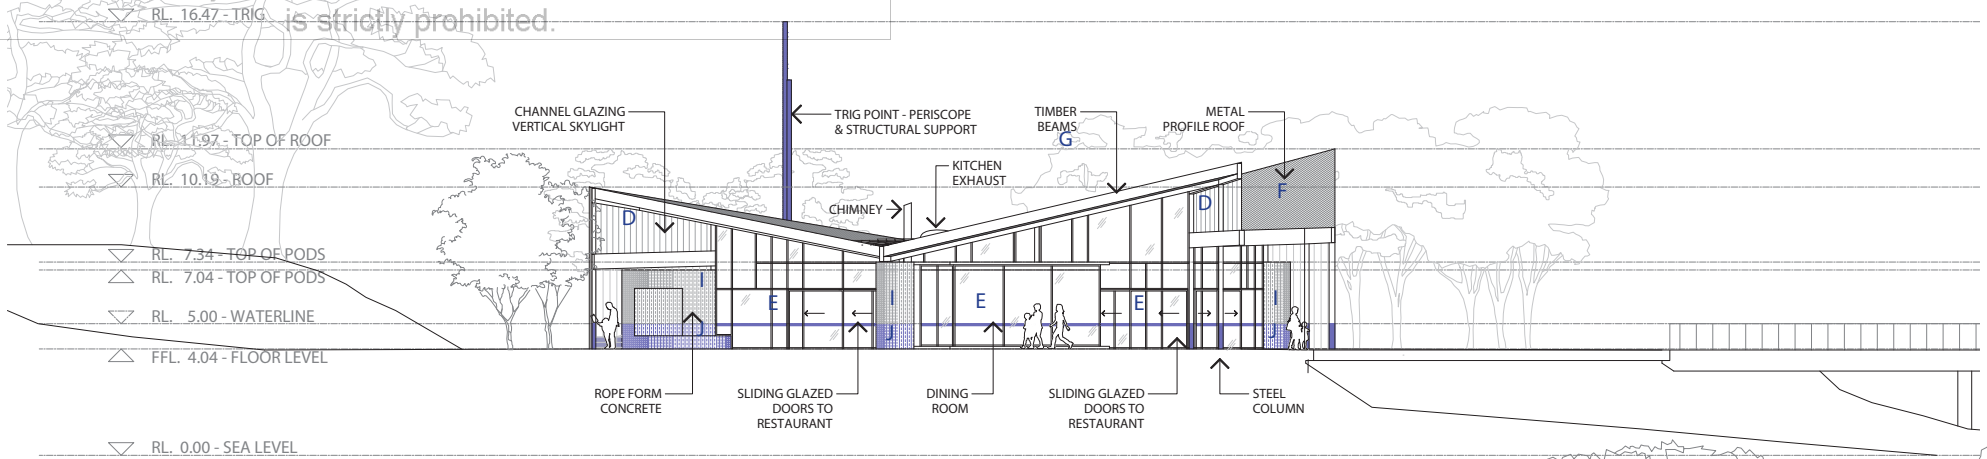 RL. 16.47 - TRIG
is strictly prohibited.
CHANNEL GLAZING
VERTICAL SKYLIGHT
TRIG POINT - PERISCOPE
& STRUCTURAL SUPPORT
TIMBER
BEAMS
G
METAL
PROFILE ROOF
RL. 11.97 - TOP OF ROOF
KITCHEN
EXHAUST
RL. 10.19 - ROOF
CHIMNEY
D
D
F
RL. 7.34 - TOP OF PODS
RL. 7.04 - TOP OF PODS
I
E
I
E
E
I
RL. 5.00 - WATERLINE
J
J
J
FFL. 4.04 - FLOOR LEVEL
ROPE FORM
CONCRETE
SLIDING GLAZED
DOORS TO
RESTAURANT
DINING
ROOM
SLIDING GLAZED
DOORS TO
RESTAURANT
STEEL
COLUMN
RL. 0.00 - SEA LEVEL